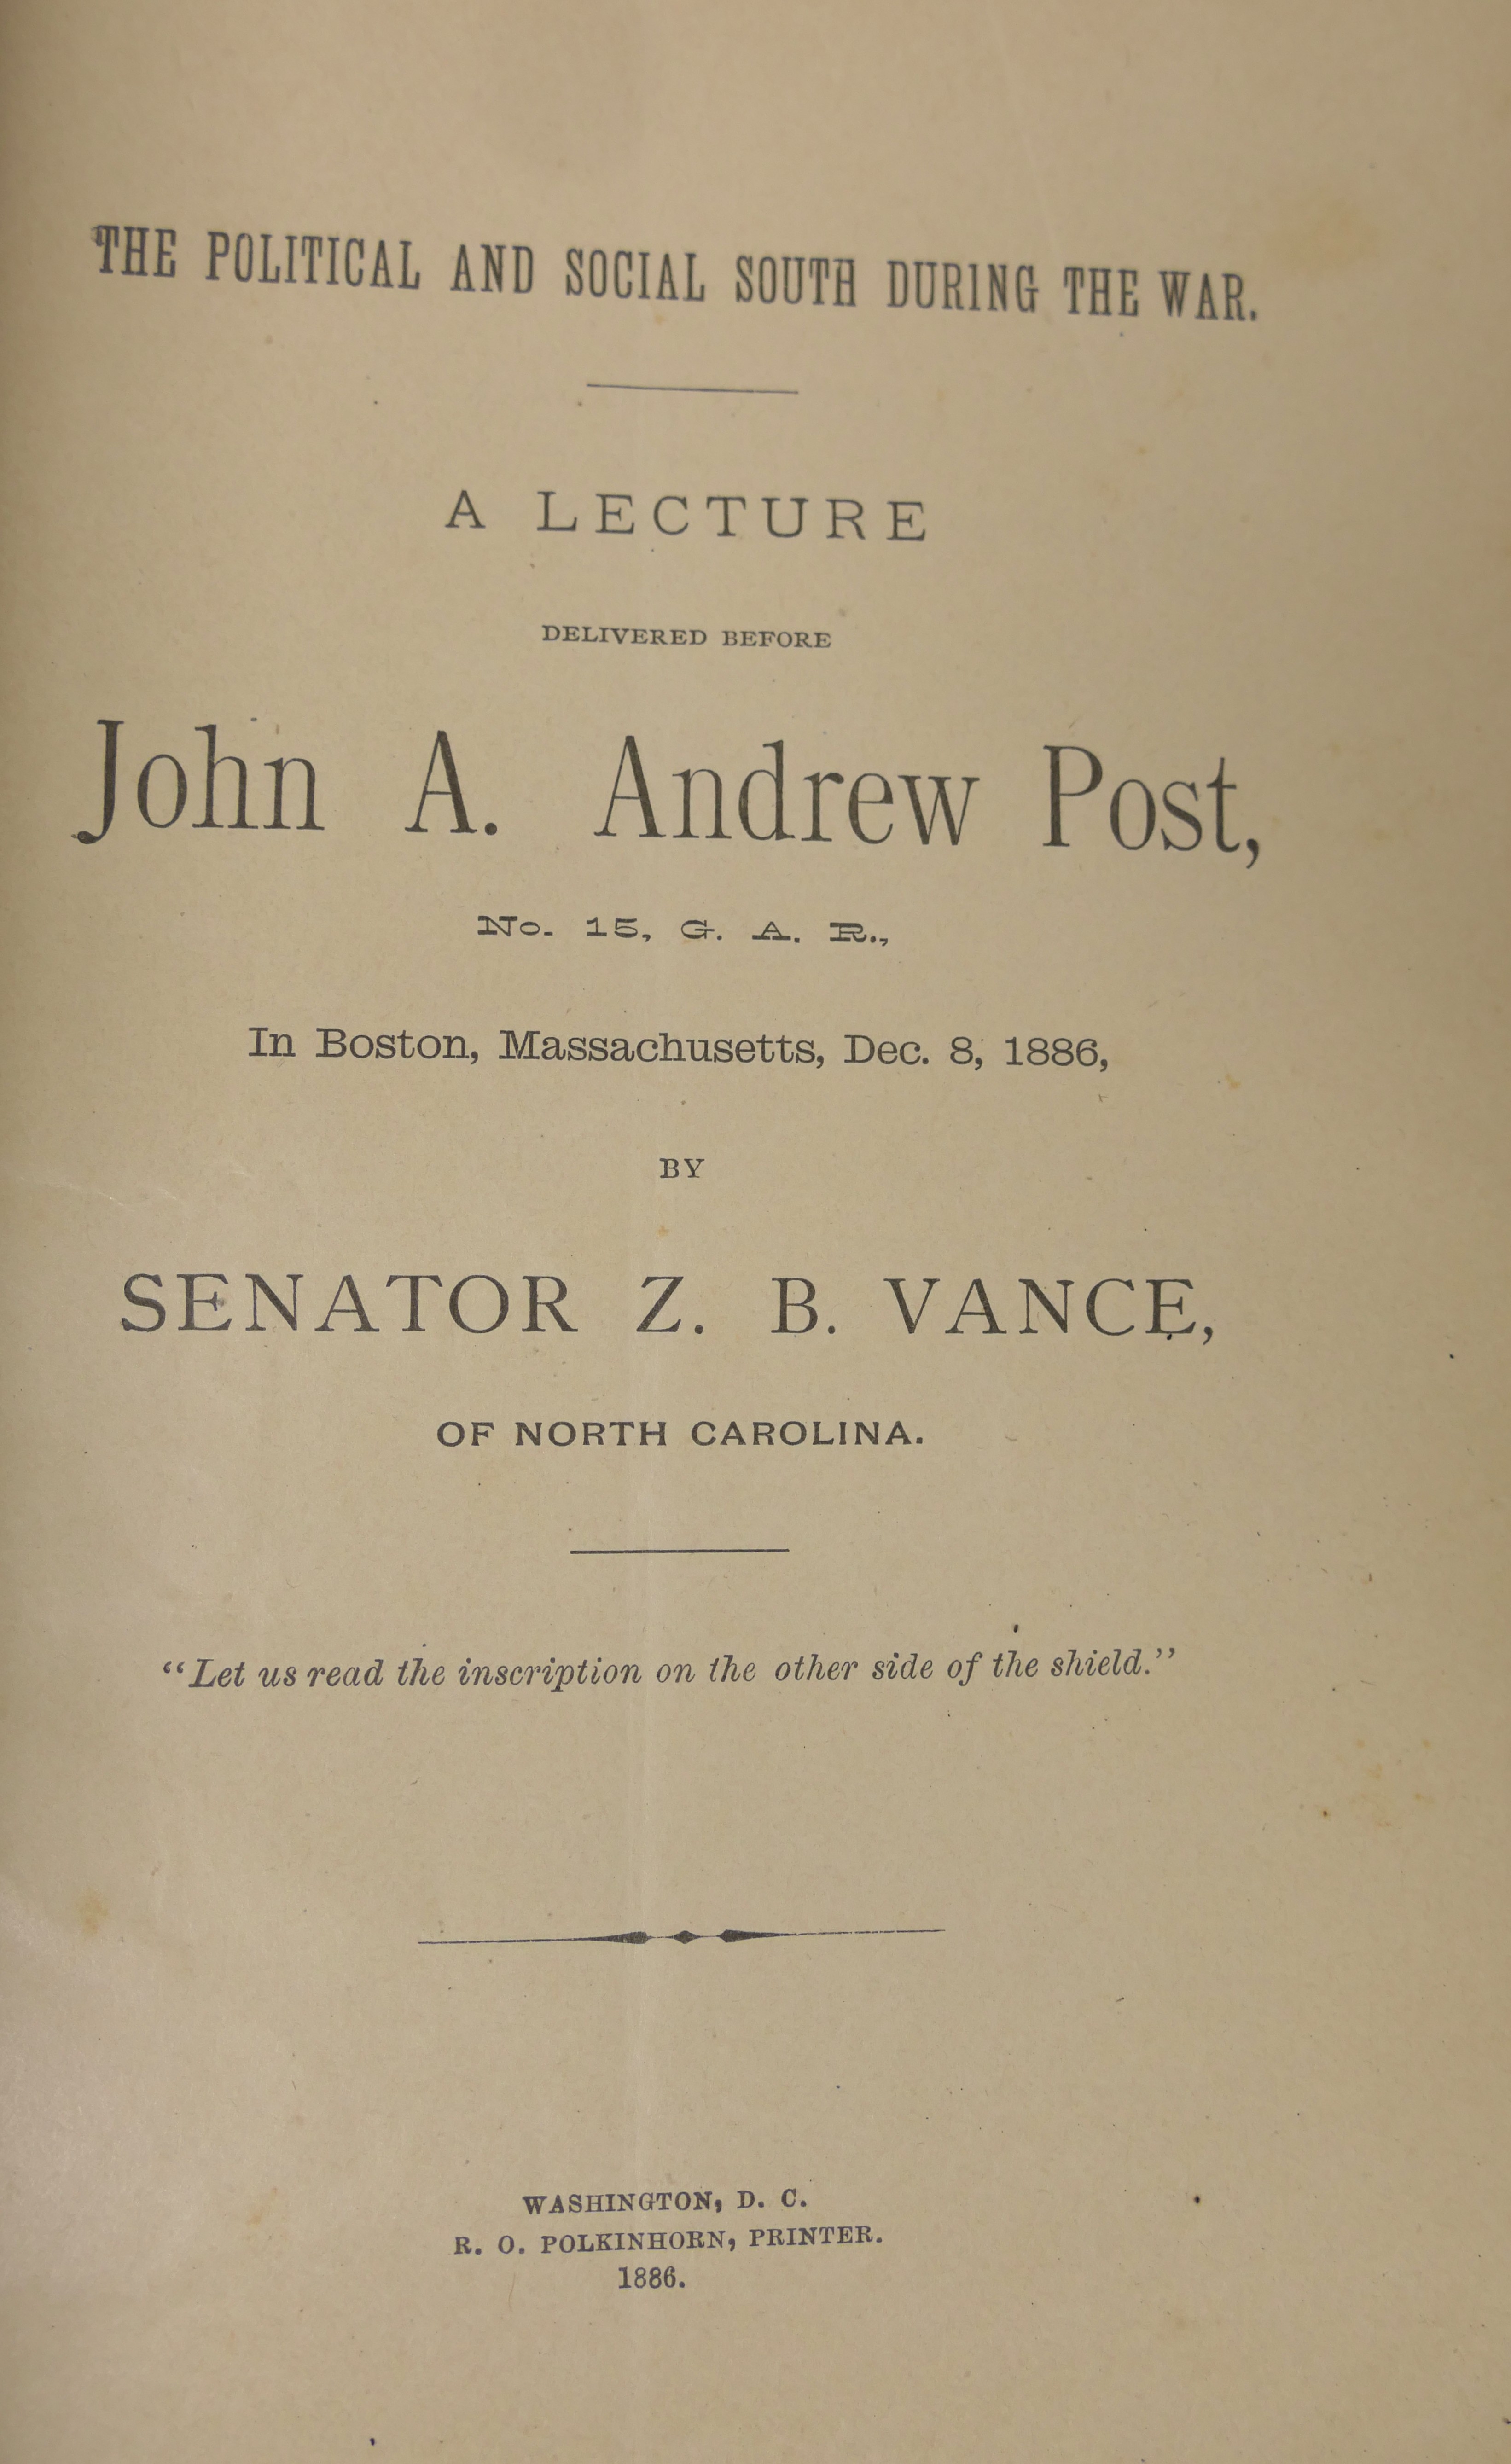 THE POLITICAL AND SOCIAL SOUTH DURING THE WAR.
A LECTURE
DELIVERED BEFORE
John A. Andrew Post,
No. 15, G. A. R.,
In Boston, Massachusetts, Dec. 8, 1886,
BY
SENATOR Z. B. VANCE,
OF NORTH CAROLINA.
“Let us read the inscription on the other side of the shield.”
WASHINGTON, D. C.
R. O. POLKINHORN, PRINTER.
1886.